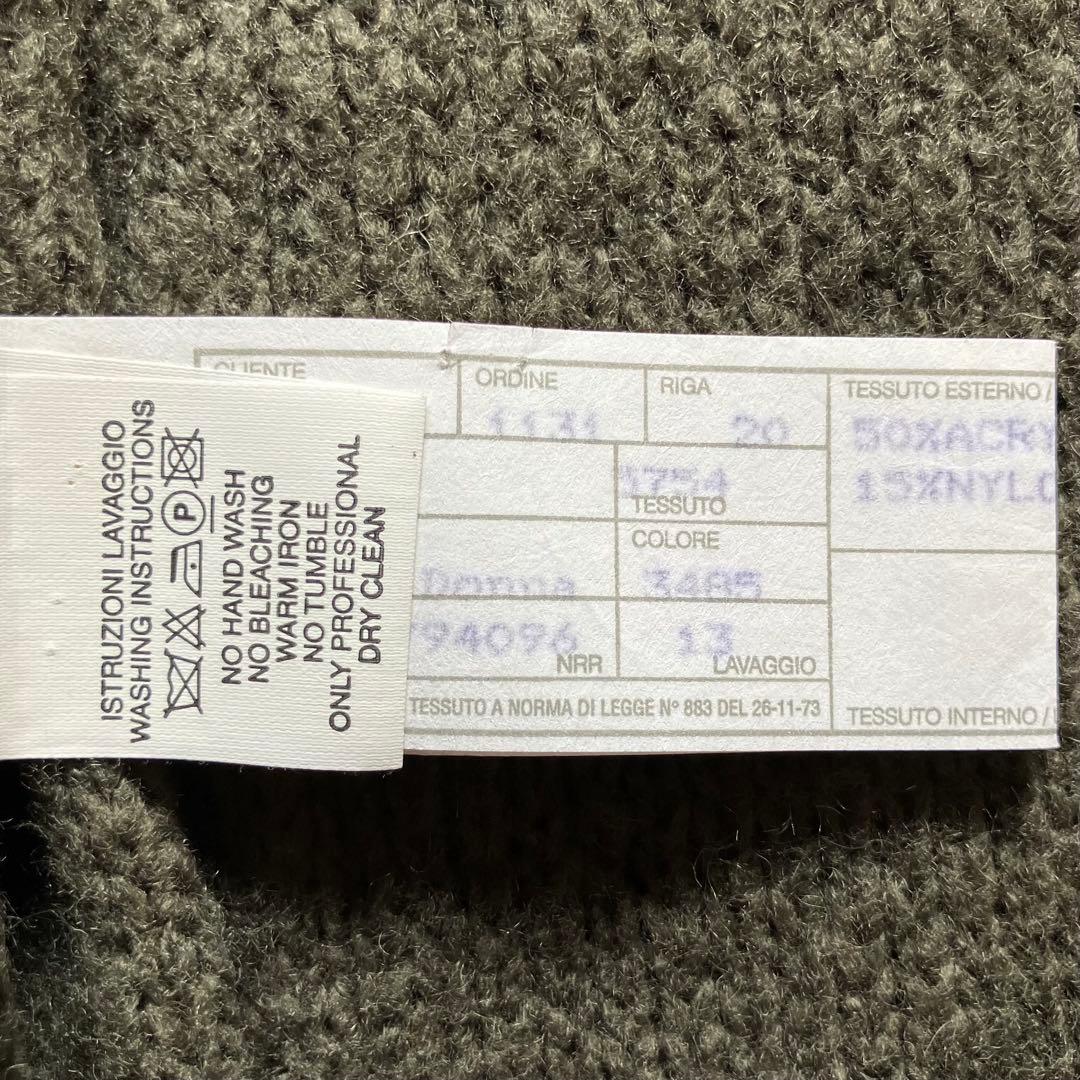 ISTRUZIONI LAVAGGIO
WASHING INSTRUCTIONS
P
NO HAND WASH
NO BLEACHING
WARM IRON
NO TUMBLE
ONLY PROFESSIONAL
DRY CLEAN
CLIENTE
ORDINE
1131
RIGA
20
TESSUTO
COLORE
3485
Donna
94096
NRR
13
LAVAGGIO
TESSUTO A NORMA DI LEGGE N° 883 DEL 26-11-73
TESSUTO ESTERNO /
50%ACRY
15%NYLO
TESSUTO INTERNO /